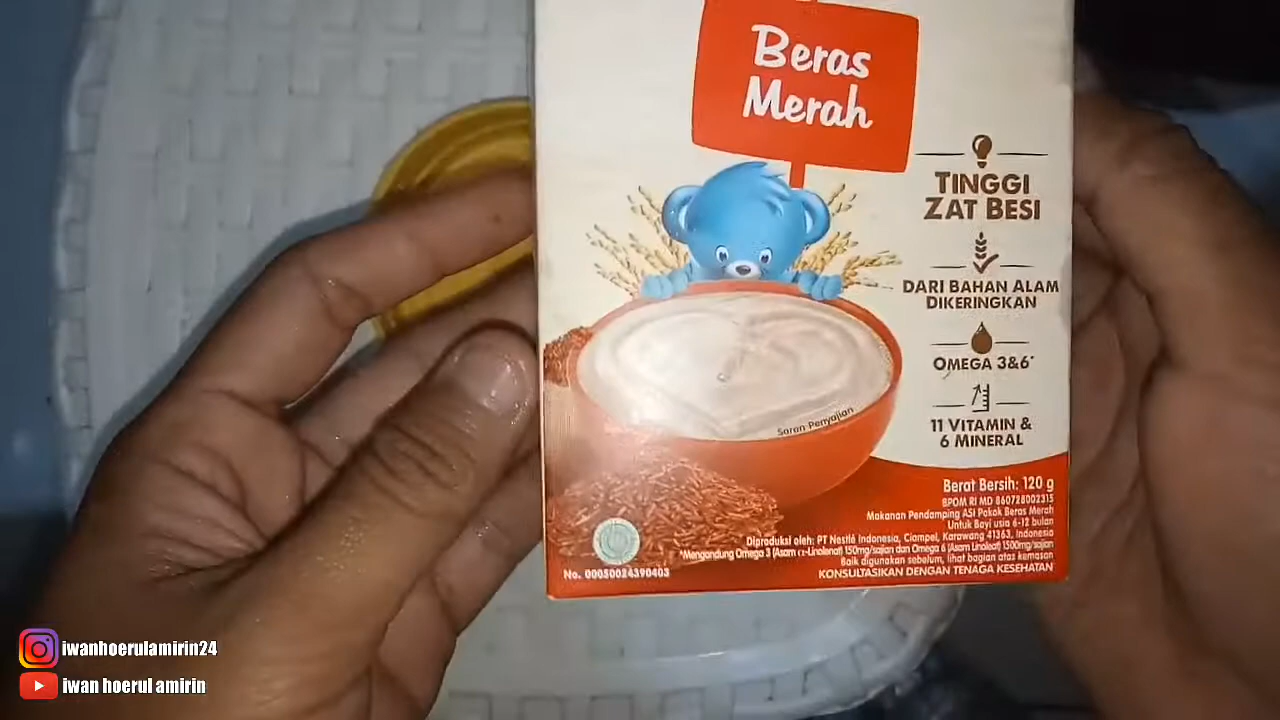 Beras
Merah
TINGGI
ZAT BESI
DARI BAHAN ALAM
DIKERINGKAN
OMEGA 3&6*
11 VITAMIN &
6 MINERAL
Saran Penyajian
Berat Bersih: 120 g
BPOM RI MD 860728002315
Makanan Pendamping ASI Pokok Beras Merah
Untuk Bayi usia 6-12 bulan
Diproduksi oleh: PT Nestlé Indonesia, Ciampel, Karawang 41363, Indonesia
*Mengandung Omega 3 (Asam α-Linolenat) 150mg/sajian dan Omega 6 (Asam Linoleat) 1500mg/sajian
Baik digunakan sebelum, lihat bagian atas kemasan
No. 00050024390403
KONSULTASIKAN DENGAN TENAGA KESEHATAN
iwanhoerulamirin24
iwan hoerul amirin